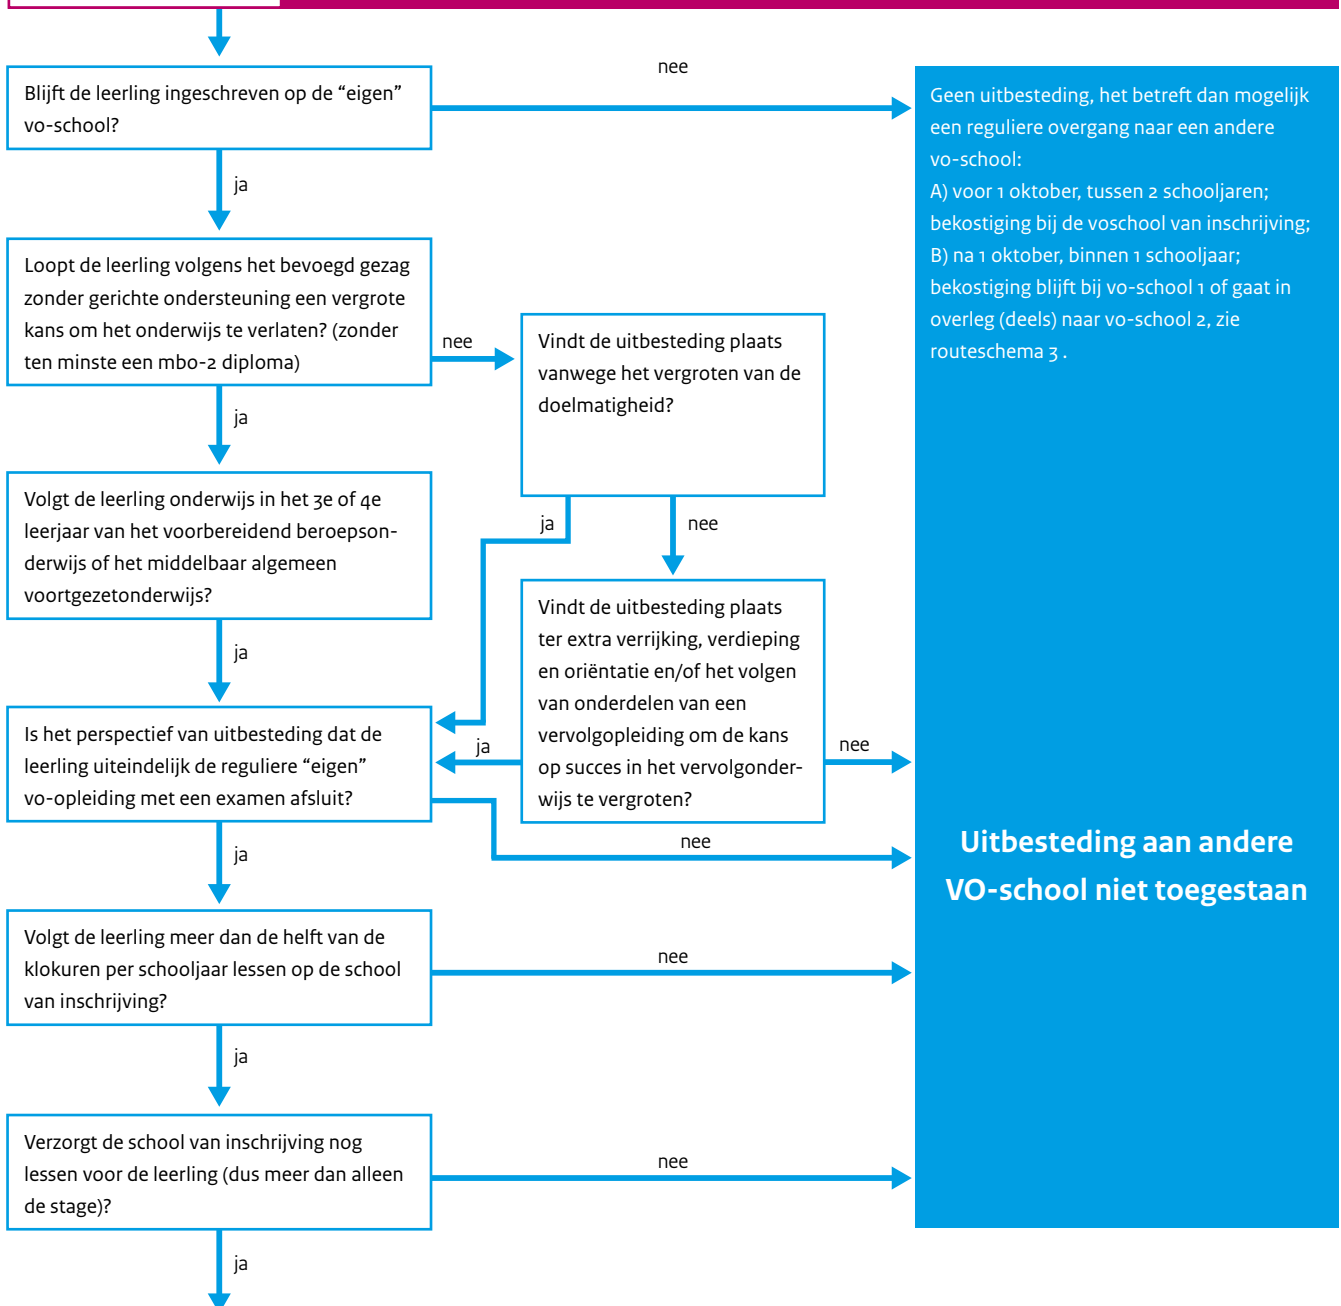 nee
Blijft de leerling ingeschreven op de “eigen”
vo-school?
ja
Geen uitbesteding, het betreft dan mogelijk
een reguliere overgang naar een andere
vo-school:
A) voor 1 oktober, tussen 2 schooljaren;
bekostiging bij de voschool van inschrijving;
B) na 1 oktober, binnen 1 schooljaar;
bekostiging blijft bij vo-school 1 of gaat in
overleg (deels) naar vo-school 2, zie
routeschema 3 .
Loopt de leerling volgens het bevoegd gezag
zonder gerichte ondersteuning een vergrote
kans om het onderwijs te verlaten? (zonder
ten minste een mbo-2 diploma)
nee
ja
Vindt de uitbesteding plaats
vanwege het vergroten van de
doelmatigheid?
ja
nee
Volgt de leerling onderwijs in het 3e of 4e
leerjaar van het voorbereidend beroepson-
derwijs of het middelbaar algemeen
voortgezetonderwijs?
ja
Vindt de uitbesteding plaats
ter extra verrijking, verdieping
en oriëntatie en/of het volgen
van onderdelen van een
vervolgopleiding om de kans
op succes in het vervolgonder-
wijs te vergroten?
ja
nee
Is het perspectief van uitbesteding dat de
leerling uiteindelijk de reguliere “eigen”
vo-opleiding met een examen afsluit?
nee
ja
Uitbesteding aan andere
VO-school niet toegestaan
Volgt de leerling meer dan de helft van de
klokuren per schooljaar lessen op de school
van inschrijving?
nee
ja
Verzorgt de school van inschrijving nog
lessen voor de leerling (dus meer dan alleen
de stage)?
nee
ja